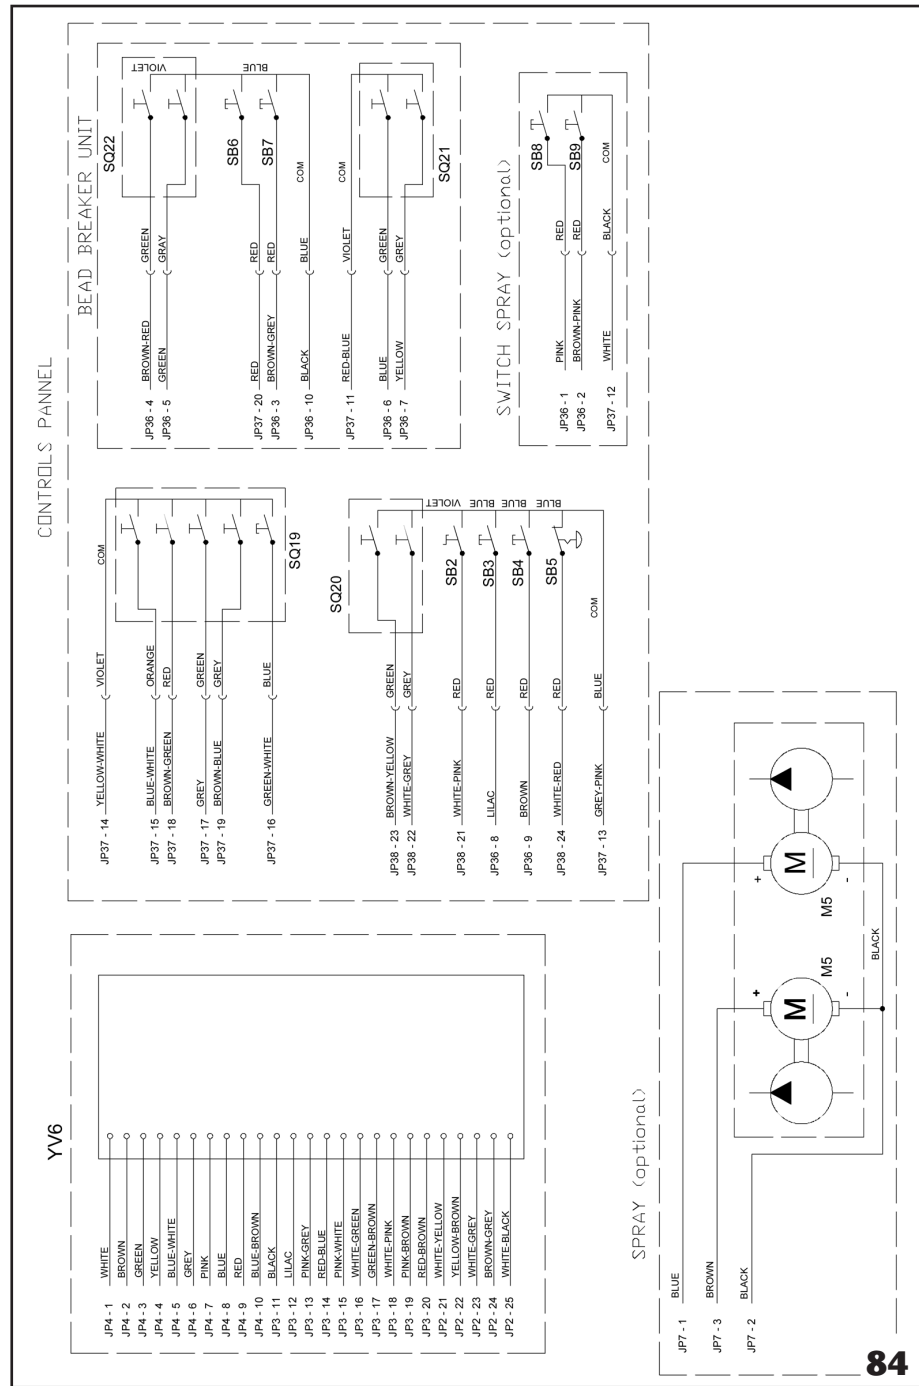 CONTROLS PANNEL
BEAD BREAKER UNIT
SQ22
VIOLET
BLUE
SB6
SB7
COM
COM
SQ21
GREEN
GRAY
RED
RED
BLUE
VIOLET
GREEN
GREY
BROWN-RED
GREEN
RED
BROWN-GREY
BLACK
RED-BLUE
BLUE
YELLOW
JP36 - 4
JP36 - 5
JP37 - 20
JP36 - 3
JP36 - 10
JP37 - 11
JP36 - 6
JP36 - 7
SWITCH SPRAY (optional)
SB8
SB9
COM
RED
RED
BLACK
PINK
BROWN-PINK
WHITE
JP36 - 1
JP36 - 2
JP37 - 12
COM
SQ19
VIOLET
ORANGE
RED
GREEN
GREY
BLUE
YELLOW-WHITE
BLUE-WHITE
BROWN-GREEN
GREY
BROWN-BLUE
GREEN-WHITE
JP37 - 14
JP37 - 15
JP37 - 18
JP37 - 17
JP37 - 19
JP37 - 16
SQ20
VIOLET
BLUE
BLUE
BLUE
SB2
SB3
SB4
SB5
COM
GREEN
GREY
RED
RED
RED
RED
BLUE
BROWN-YELLOW
WHITE-GREY
WHITE-PINK
LILAC
BROWN
WHITE-RED
GREY-PINK
JP38 - 23
JP38 - 22
JP38 - 21
JP36 - 8
JP36 - 9
JP38 - 24
JP37 - 13
YV6
WHITE
BROWN
GREEN
YELLOW
BLUE-WHITE
GREY
PINK
BLUE
RED
BLUE-BROWN
BLACK
LILAC
PINK-GREY
RED-BLUE
PINK-WHITE
WHITE-GREEN
GREEN-BROWN
WHITE-PINK
PINK-BROWN
RED-BROWN
WHITE-YELLOW
YELLOW-BROWN
WHITE-GREY
BROWN-GREY
WHITE-BLACK
JP4 - 1
JP4 - 2
JP4 - 3
JP4 - 4
JP4 - 5
JP4 - 6
JP4 - 7
JP4 - 8
JP4 - 9
JP4 - 10
JP3 - 11
JP3 - 12
JP3 - 13
JP3 - 14
JP3 - 15
JP3 - 16
JP3 - 17
JP3 - 18
JP3 - 19
JP3 - 20
JP2 - 21
JP2 - 22
JP2 - 23
JP2 - 24
JP2 - 25
SPRAY (optional)
+
M
-
M5
+
M
-
M5
BLACK
BLUE
BROWN
BLACK
JP7 - 1
JP7 - 3
JP7 - 2
84